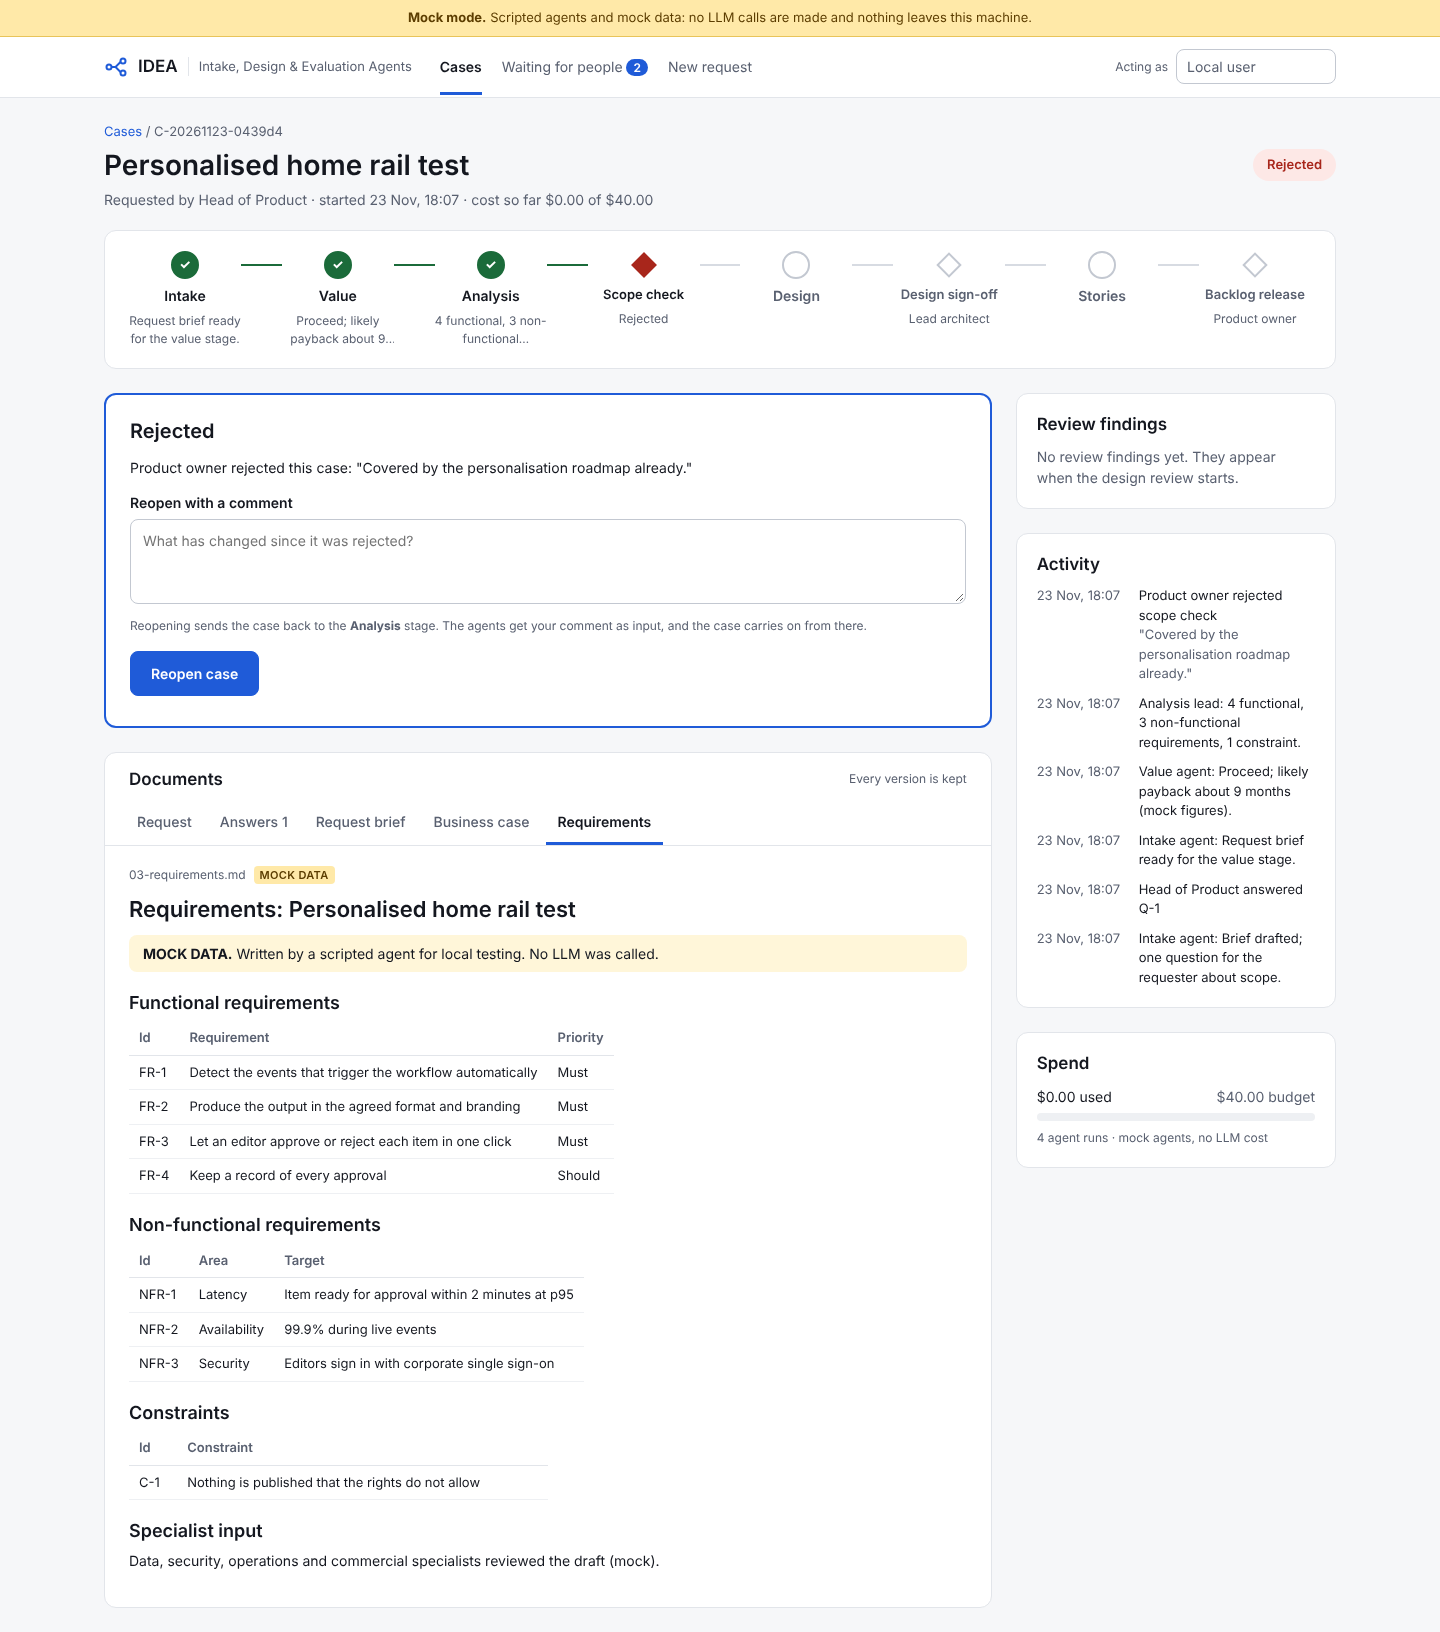 Mock mode. Scripted agents and mock data: no LLM calls are made and nothing leaves this machine.
IDEA
Intake, Design & Evaluation Agents
Cases
Waiting for people 2
New request
Acting as
Local user
Cases / C-20261123-0439d4
Personalised home rail test
Rejected
Requested by Head of Product · started 23 Nov, 18:07 · cost so far $0.00 of $40.00
Intake
Request brief ready
for the value stage.
Value
Proceed; likely
payback about 9...
Analysis
4 functional, 3 non-
functional...
Scope check
Rejected
Design
Design sign-off
Lead architect
Stories
Backlog release
Product owner
Rejected
Product owner rejected this case: "Covered by the personalisation roadmap already."
Reopen with a comment
What has changed since it was rejected?
Reopening sends the case back to the Analysis stage. The agents get your comment as input, and the case carries on from there.
Reopen case
Documents
Every version is kept
Request
Answers 1
Request brief
Business case
Requirements
03-requirements.md MOCK DATA
Requirements: Personalised home rail test
MOCK DATA. Written by a scripted agent for local testing. No LLM was called.
Functional requirements
Id Requirement Priority
FR-1 Detect the events that trigger the workflow automatically Must
FR-2 Produce the output in the agreed format and branding Must
FR-3 Let an editor approve or reject each item in one click Must
FR-4 Keep a record of every approval Should
Non-functional requirements
Id Area Target
NFR-1 Latency Item ready for approval within 2 minutes at p95
NFR-2 Availability 99.9% during live events
NFR-3 Security Editors sign in with corporate single sign-on
Constraints
Id Constraint
C-1 Nothing is published that the rights do not allow
Specialist input
Data, security, operations and commercial specialists reviewed the draft (mock).
Review findings
No review findings yet. They appear
when the design review starts.
Activity
23 Nov, 18:07 Product owner rejected
scope check
"Covered by the
personalisation roadmap
already."
23 Nov, 18:07 Analysis lead: 4 functional,
3 non-functional
requirements, 1 constraint.
23 Nov, 18:07 Value agent: Proceed; likely
payback about 9 months
(mock figures).
23 Nov, 18:07 Intake agent: Request brief
ready for the value stage.
23 Nov, 18:07 Head of Product answered
Q-1
23 Nov, 18:07 Intake agent: Brief drafted;
one question for the
requester about scope.
Spend
$0.00 used $40.00 budget
4 agent runs · mock agents, no LLM cost